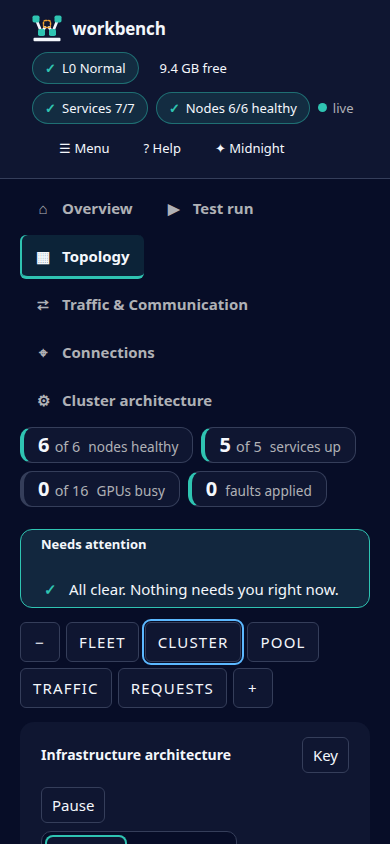 workbench
✓ L0 Normal 9.4 GB free
✓ Services 7/7 ✓ Nodes 6/6 healthy live
☰ Menu ? Help ✦ Midnight
Overview Test run
Topology
Traffic & Communication
Connections
Cluster architecture
6 of 6 nodes healthy 5 of 5 services up
0 of 16 GPUs busy 0 faults applied
Needs attention
✓ All clear. Nothing needs you right now.
− FLEET CLUSTER POOL
TRAFFIC REQUESTS +
Infrastructure architecture Key
Pause